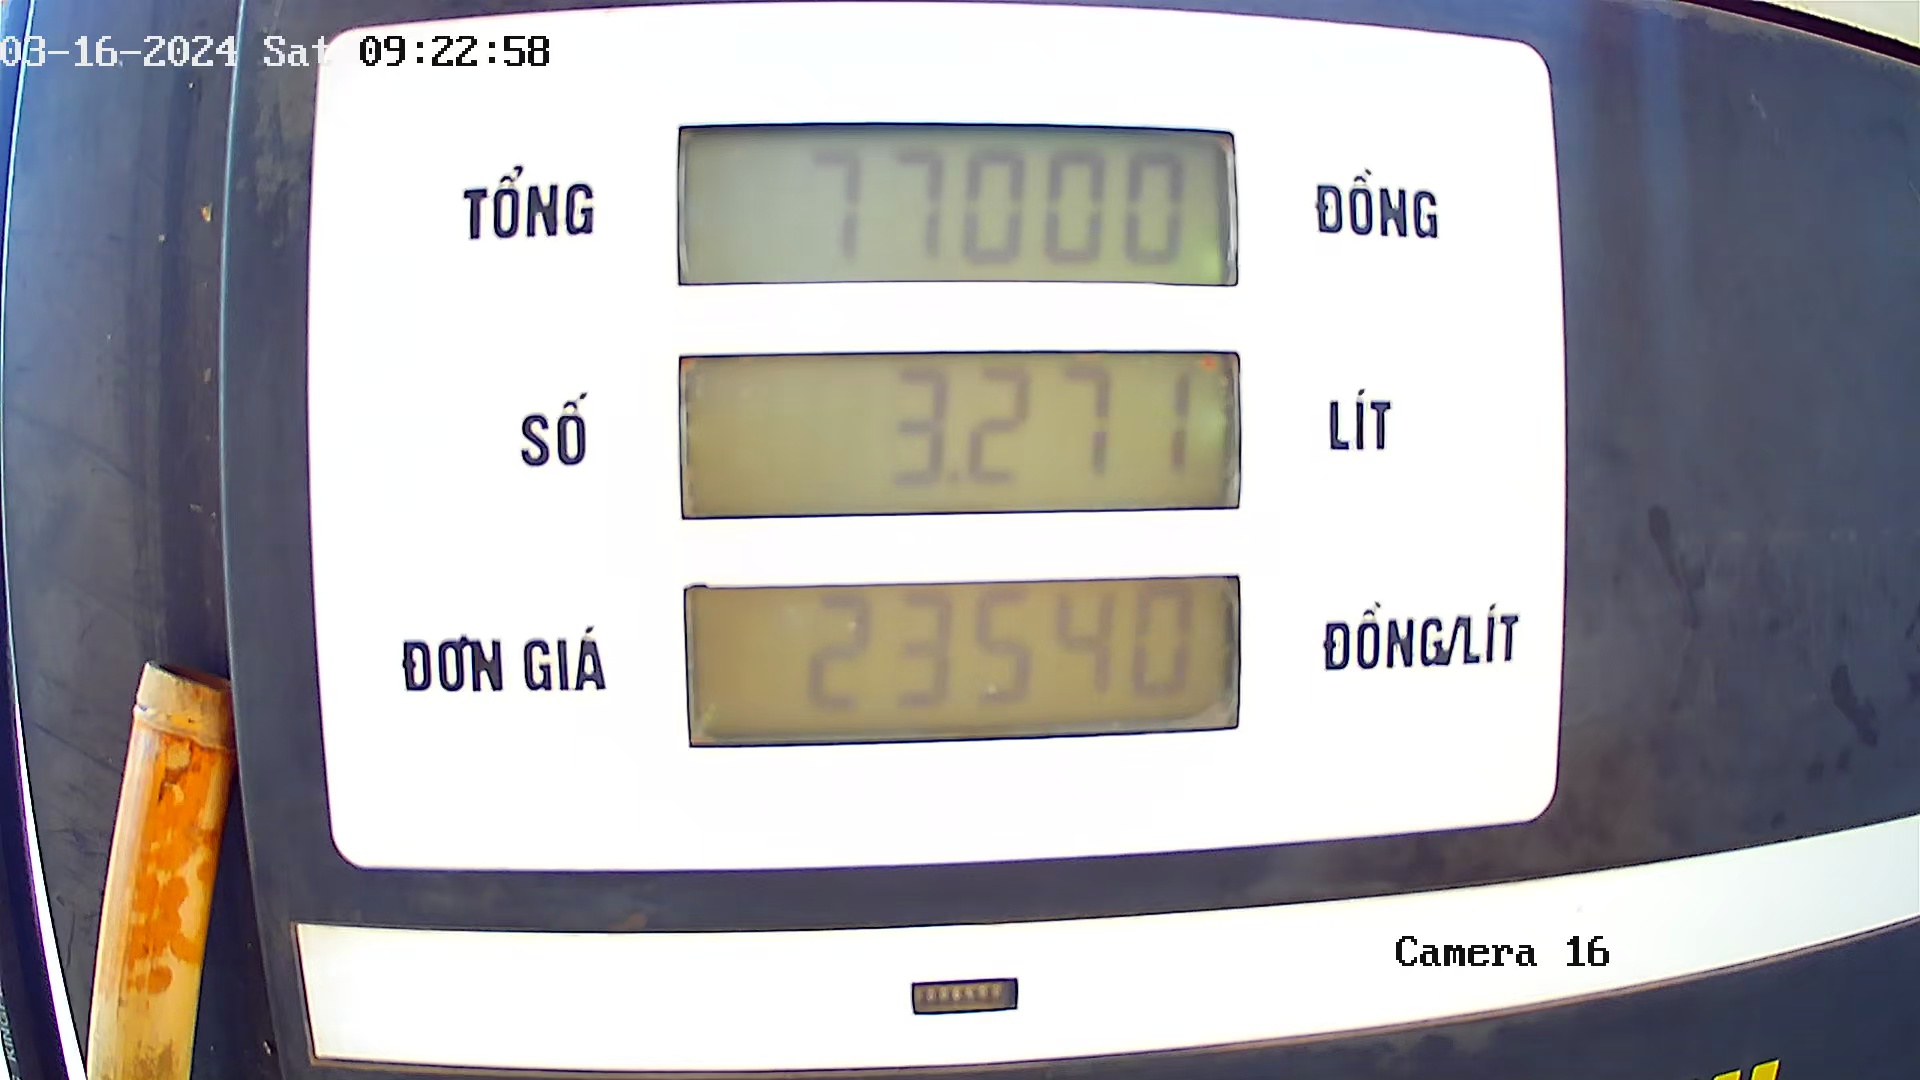 03-16-2024 Sat 09:22:58
TỔNG 77000 ĐỒNG
SỐ 3.271 LÍT
ĐƠN GIÁ 23540 ĐỒNG/LÍT
Camera 16